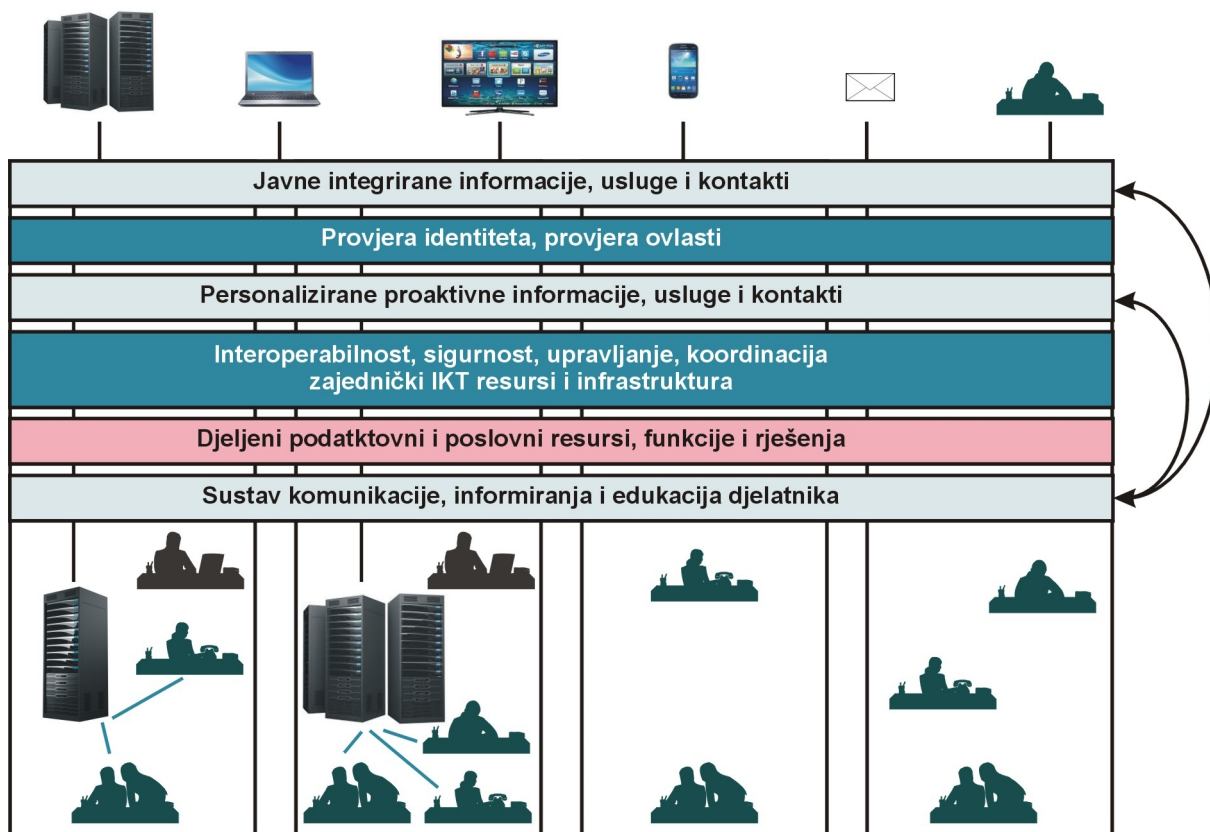 Javne integrirane informacije, usluge i kontakti
Provjera identiteta, provjera ovlasti
Personalizirane proaktivne informacije, usluge i kontakti
Interoperabilnost, sigurnost, upravljanje, koordinacija
zajednički IKT resursi i infrastruktura
Djeljeni podatktovni i poslovni resursi, funkcije i rješenja
Sustav komunikacije, informiranja i edukacija djelatnika